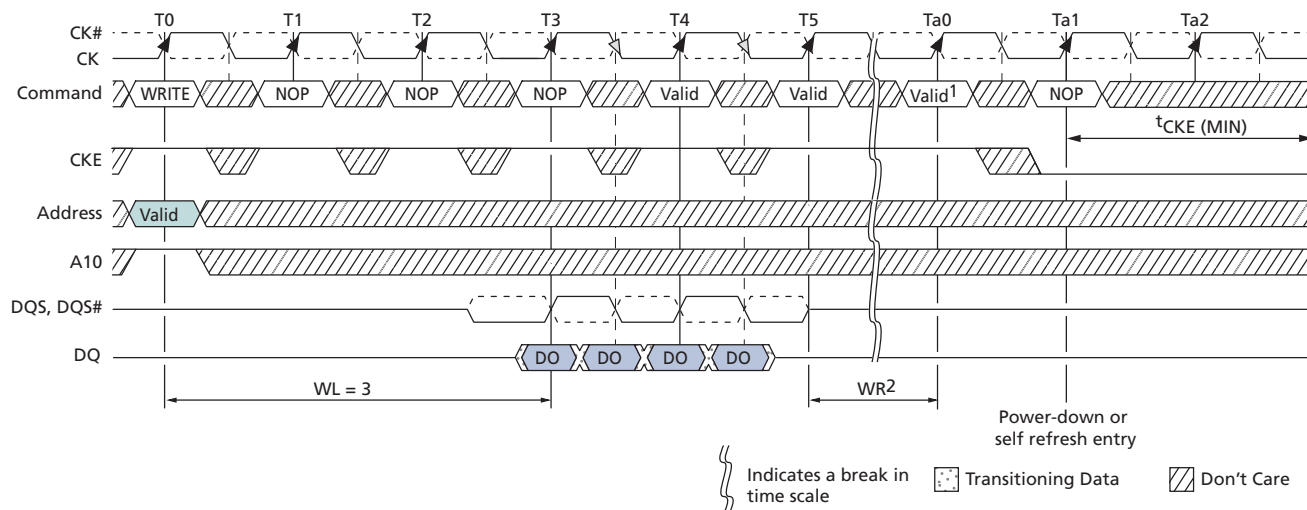 T0 T1 T2 T3 T4 T5 Ta0 Ta1 Ta2
CK#
CK
Command WRITE NOP NOP NOP Valid Valid Valid1 NOP
tCKE (MIN)
CKE
Address Valid
A10
DQS, DQS#
DQ DO DO DO DO
WL = 3 WR2
Power-down or
self refresh entry
Indicates a break in
time scale
Transitioning Data
Don't Care